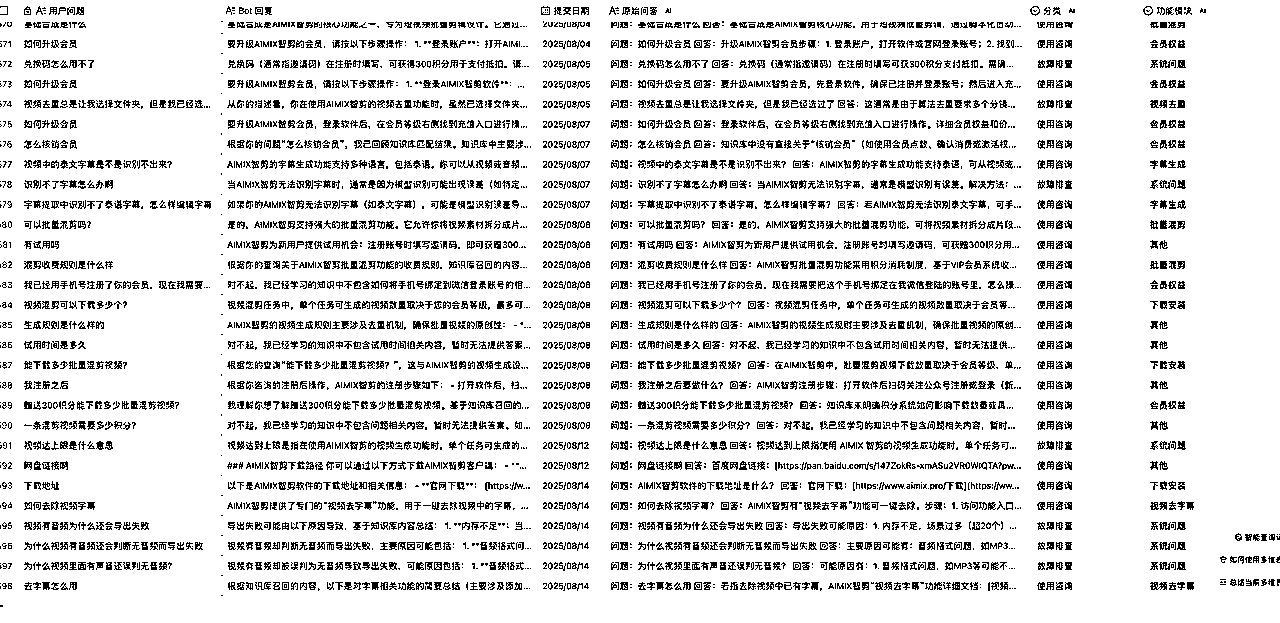 用户问题 Bot 回复 提交日期 原始问答 AI 分类 AI 功能模块 AI
571 如何升级会员 要升级AIMIX智剪的会员，请按以下步骤操作： 1. **登录账户**：打开AIMI... 2025/08/04 问题：如何升级会员 回答：升级AIMIX智剪会员步骤：1. 登录账户，打开软件或官网登录账号；2. 找到... 使用咨询 会员权益
572 兑换码怎么用不了 兑换码（通常指邀请码）在注册时填写，可获得300积分用于支付抵扣。请... 2025/08/05 问题：兑换码怎么用不了 回答：兑换码（通常指邀请码）在注册时填写可获300积分支付抵扣。需确... 故障排查 系统问题
573 如何升级会员 要升级AIMIX智剪的会员，请按以下步骤操作： 1. **登录AIMIX智剪软件**：... 2025/08/05 问题：如何升级会员 回答：要升级AIMIX智剪会员，先登录软件，确保已注册并登录账号；然后进入充... 使用咨询 会员权益
574 视频去重总是让我选择文件夹，但是我已经选... 从你的描述看，你在使用AIMIX智剪的视频去重功能时，虽然已选择文件夹... 2025/08/05 问题：视频去重总是让我选择文件夹，但是我已经选过了 回答：这通常是由于算法去重要求多个分镜... 故障排查 视频去重
575 如何升级会员 要升级AIMIX智剪会员，登录软件后，在会员等级右侧找到充值入口进行操... 2025/08/07 问题：如何升级会员 回答：登录软件后，在会员等级右侧找到充值入口进行操作。详细会员权益和价... 使用咨询 会员权益
576 怎么核销会员 根据你的问题“怎么核销会员”，我已回顾知识库匹配结果。知识库中主要涉... 2025/08/07 问题：怎么核销会员 回答：知识库中没有直接关于“核销会员”（如使用会员点数、确认消费或激活权... 使用咨询 会员权益
577 视频中的泰文字幕是不是识别不出来？ AIMIX智剪的字幕生成功能支持多种语言，包括泰语。你可以从视频或音频... 2025/08/07 问题：视频中的泰文字幕是不是识别不出来？ 回答：AIMIX智剪的字幕生成功能支持泰语，可从视频或... 使用咨询 字幕生成
578 识别不了字幕怎么办啊 当AIMIX智剪无法识别字幕时，通常是因为模型识别可能出现误差（如特定... 2025/08/07 问题：识别不了字幕怎么办啊 回答：当AIMIX智剪无法识别字幕，通常是模型识别有误差。解决方法：... 故障排查 系统问题
579 字幕提取中识别不了泰语字幕，怎么样编辑字幕 如果你的AIMIX智剪无法识别字幕（如泰文字幕），可能是模型识别误差导... 2025/08/07 问题：字幕提取中识别不了泰语字幕，怎么样编辑字幕？ 回答：若AIMIX智剪无法识别泰文字幕，可手... 故障排查 字幕生成
580 可以批量混剪吗？ 是的，AIMIX智剪支持强大的批量混剪功能。它允许你将视频素材拆分成片... 2025/08/08 问题：可以批量混剪吗？ 回答：是的，AIMIX智剪支持强大的批量混剪功能，可将视频素材拆分成片段... 使用咨询 批量混剪
581 有试用吗 AIMIX智剪为新用户提供试用机会：注册账号时填写邀请码，即可获赠300... 2025/08/08 问题：有试用吗 回答：AIMIX智剪为新用户提供试用机会，注册账号时填写邀请码，可获赠300积分用... 使用咨询 其他
582 混剪收费规则是什么样 根据你的查询关于AIMIX智剪批量混剪功能的收费规则，知识库召回的内容... 2025/08/08 问题：混剪收费规则是什么样 回答：AIMIX智剪批量混剪功能采用积分消耗制度，基于VIP会员系统收... 使用咨询 批量混剪
583 我已经用手机号注册了你的会员，现在我需要... 对不起，我已经学习的知识中不包含如何将手机号绑定到微信登录账号的相... 2025/08/08 问题：我已经用手机号注册了你的会员，现在我需要把这个手机号绑定在我微信登陆的账号里，怎么操... 使用咨询 会员权益
584 视频混剪可以下载多少个？ 视频混剪任务中，单个任务可生成的视频数量取决于您的会员等级，最多可... 2025/08/08 问题：视频混剪可以下载多少个？ 回答：视频混剪任务中，单个任务可生成的视频数量取决于会员等... 使用咨询 下载安装
585 生成规则是什么样的 AIMIX智剪的视频生成规则主要涉及去重机制，确保批量视频的原创性： - *... 2025/08/08 问题：生成规则是什么样的 回答：AIMIX智剪的视频生成规则主要涉及去重机制，确保批量视频原创... 使用咨询 其他
586 试用时间是多久 对不起，我已经学习的知识中不包含试用时间相关内容，暂时无法提供答案... 2025/08/08 问题：试用时间是多久 回答：对不起，我已经学习的知识中不包含试用时间相关内容，暂时无法提供... 使用咨询 其他
587 能下载多少批量混剪视频？ 根据您的查询“能下载多少批量混剪视频？”，这与AIMIX智剪的视频生成设... 2025/08/08 问题：能下载多少批量混剪视频？ 回答：在AIMIX智剪中，批量混剪视频下载数量取决于会员等级、单... 使用咨询 下载安装
588 我注册之后 根据你咨询的注册后操作，AIMIX智剪的注册步骤如下： - 打开软件后，扫... 2025/08/08 问题：我注册之后要做什么？ 回答：AIMIX智剪注册步骤：打开软件后扫码关注公众号注册或登录（新... 使用咨询 其他
589 赠送300积分能下载多少批量混剪视频？ 我理解你想了解赠送300积分能下载多少批量混剪视频。基于知识库召回的... 2025/08/08 问题：赠送300积分能下载多少批量混剪视频？ 回答：知识库未明确积分系统如何影响下载数量或具... 使用咨询 会员权益
590 一条混剪视频需要多少积分？ 对不起，我已经学习的知识中不包含问题相关内容，暂时无法提供答案。如... 2025/08/08 问题：一条混剪视频需要多少积分？ 回答：对不起，我已经学习的知识中不包含问题相关内容，暂时... 使用咨询 其他
591 视频达上限是什么意思 视频达到上限是指在使用AIMIX智剪的视频生成功能时，单个任务可生成的... 2025/08/12 问题：视频达上限是什么意思 回答：视频达到上限指使用 AIMIX 智剪的视频生成功能时，单个任务可... 故障排查 系统问题
592 网盘链接啊 ### AIMIX智剪下载路径 你可以通过以下方式下载AIMIX智剪客户端： - **... 2025/08/12 问题：网盘链接啊 回答：百度网盘链接：[https://pan.baidu.com/s/147ZokRs-xmASu2VR0WIQTA?pw... 使用咨询 其他
593 下载地址 以下是AIMIX智剪软件的下载地址和相关信息： - **官网下载**：[https://w... 2025/08/12 问题：AIMIX智剪软件的下载地址是什么？ 回答：官网下载：[https://www.aimix.pro/下载](https://ww... 使用咨询 下载安装
594 如何去除视频字幕 AIMIX智剪提供了专门的“视频去字幕”功能，用于一键去除视频中的字幕，... 2025/08/14 问题：如何去除视频字幕？ 回答：AIMIX智剪有“视频去字幕”功能可一键去除。步骤：1. 访问功能入口... 使用咨询 视频去字幕
595 视频有音频为什么还会导出失败 导出失败可能由以下原因导致，基于知识库内容总结： 1. **内存不足**：当... 2025/08/14 问题：视频有音频为什么还会导出失败 回答：导出失败可能原因：1. 内存不足，场景过多（超20个）... 故障排查 系统问题
596 为什么视频有音频还会判断无音频而导出失败 视频有音频却判断无音频而导出失败，主要原因可能包括： 1. **音频格式问... 2025/08/14 问题：为什么视频有音频还会判断无音频而导出失败 回答：主要原因可能有：音频格式问题，如MP3... 故障排查 系统问题
597 为什么视频里面有声音还误判无音频？ 视频有音频却被误判为无音频导致导出失败，可能原因包括： 1. **音频格式... 2025/08/14 问题：为什么视频里面有声音还误判无音频？ 回答：可能原因有：1. 音频格式问题，如MP3等可能不... 故障排查 系统问题
598 去字幕怎么用 根据知识库召回的内容，以下是对字幕相关功能的简要总结（主要涉及添加... 2025/08/14 问题：去字幕怎么用 回答：若指去除视频中已有字幕，AIMIX“视频去字幕”功能详细文档：[视频... 使用咨询 视频去字幕
智能查询
如何使用多维表
总结当前多维表